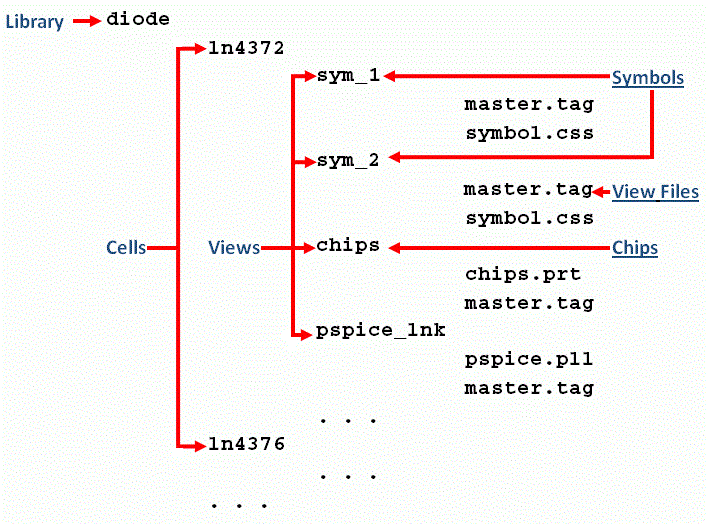 Library diode
1n4372
sym_1 Symbols
master.tag
symbol.css
sym_2
master.tag View Files
symbol.css
Cells Views chips Chips
chips.prt
master.tag
pspice_lnk
pspice.pll
master.tag
. . .
1n4376
. . .
. . .